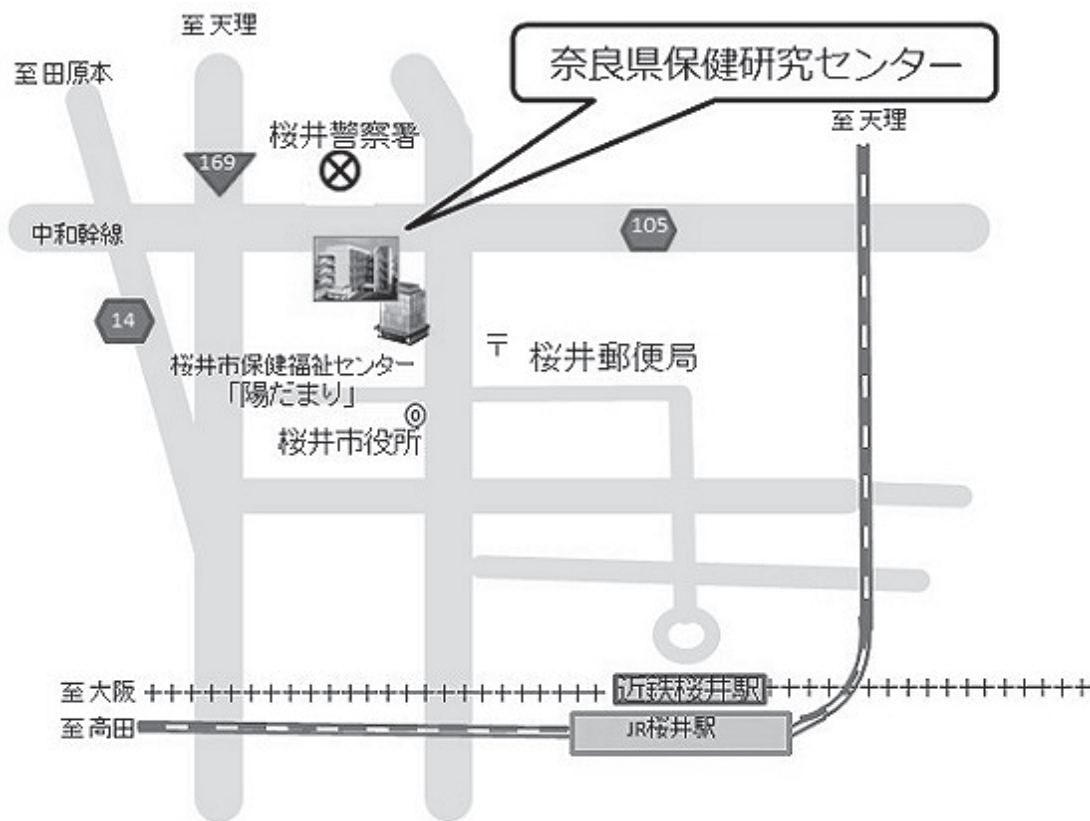 至天理
至田原本
奈良県保健研究センター
至天理
桜井警察署
169
中和幹線
105
14
〒 桜井郵便局
桜井市保健福祉センター
「陽だまり」
桜井市役所
至大阪
近鉄桜井駅
至高田
JR桜井駅